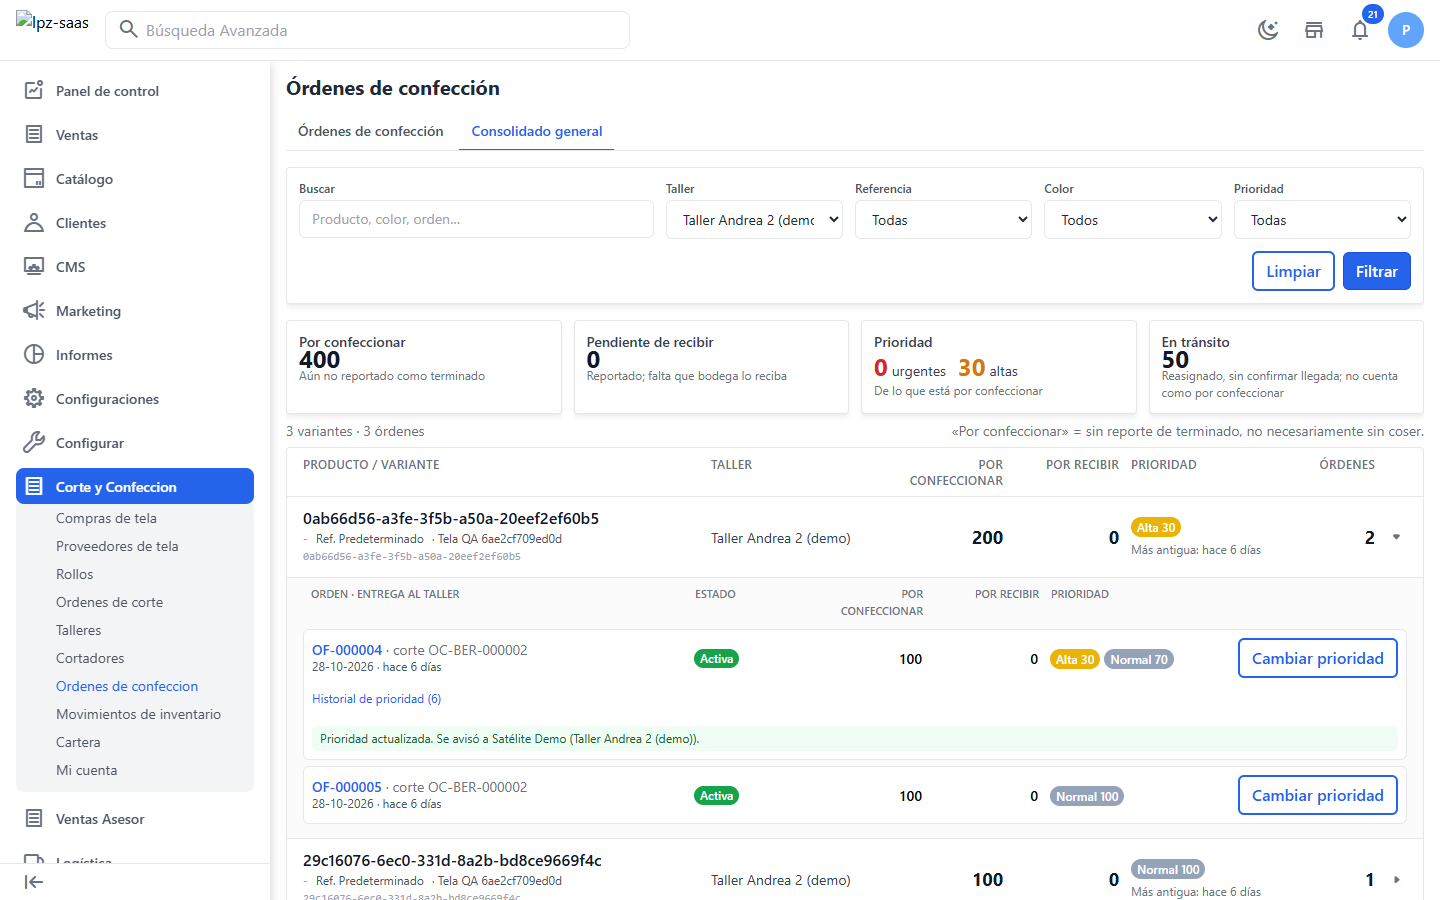 lpz-saas
Búsqueda Avanzada
21
P
Panel de control
Ventas
Catálogo
Clientes
CMS
Marketing
Informes
Configuraciones
Configurar
Corte y Confeccion
Compras de tela
Proveedores de tela
Rollos
Ordenes de corte
Talleres
Cortadores
Ordenes de confeccion
Movimientos de inventario
Cartera
Mi cuenta
Ventas Asesor
Logística
Órdenes de confección
Órdenes de confección
Consolidado general
Buscar
Taller
Referencia
Color
Prioridad
Producto, color, orden...
Taller Andrea 2 (demo
Todas
Todos
Todas
Limpiar
Filtrar
Por confeccionar
400
Aún no reportado como terminado
Pendiente de recibir
0
Reportado; falta que bodega lo reciba
Prioridad
0 urgentes 30 altas
De lo que está por confeccionar
En tránsito
50
Reasignado, sin confirmar llegada; no cuenta
como por confeccionar
3 variantes · 3 órdenes
«Por confeccionar» = sin reporte de terminado, no necesariamente sin coser.
PRODUCTO / VARIANTE
TALLER
POR
CONFECCIONAR
POR RECIBIR
PRIORIDAD
ÓRDENES
0ab66d56-a3fe-3f5b-a50a-20eef2ef60b5
- Ref. Predeterminado · Tela QA 6ae2cf709ed0d
0ab66d56-a3fe-3f5b-a50a-20eef2ef60b5
Taller Andrea 2 (demo)
200
0
Alta 30
Más antigua: hace 6 días
2
ORDEN · ENTREGA AL TALLER
ESTADO
POR
CONFECCIONAR
POR RECIBIR
PRIORIDAD
OF-000004 · corte OC-BER-000002
28-10-2026 · hace 6 días
Activa
100
0
Alta 30
Normal 70
Cambiar prioridad
Historial de prioridad (6)
Prioridad actualizada. Se avisó a Satélite Demo (Taller Andrea 2 (demo)).
OF-000005 · corte OC-BER-000002
28-10-2026 · hace 6 días
Activa
100
0
Normal 100
Cambiar prioridad
29c16076-6ec0-331d-8a2b-bd8ce9669f4c
- Ref. Predeterminado · Tela QA 6ae2cf709ed0d
29c16076-6ec0-331d-8a2b-bd8ce9669f4c
Taller Andrea 2 (demo)
100
0
Normal 100
Más antigua: hace 6 días
1